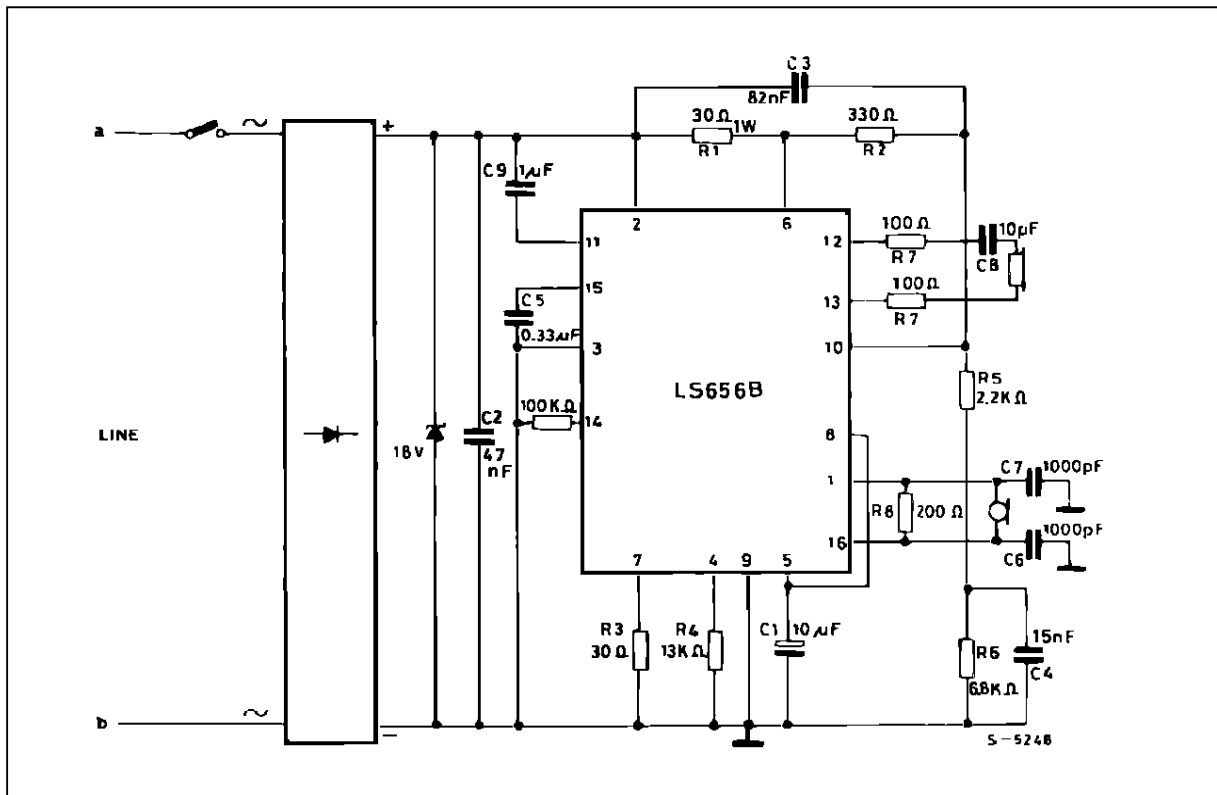 C3
82nF
30Ω
1W
R1
330Ω
R2
a
~
+
C9
1µF
2
6
11
12
100Ω
R7
10µF
C8
15
C5
0.33µF
3
13
100Ω
R7
10
LS656B
R5
2.2KΩ
100KΩ
14
8
LINE
18V
C2
47
nF
1
C7
1000pF
R8
200Ω
16
1000pF
C6
7
4
9
5
R3
30Ω
R4
13KΩ
C1
10µF
15nF
R6
C4
6.8KΩ
b
~
-
S-5248